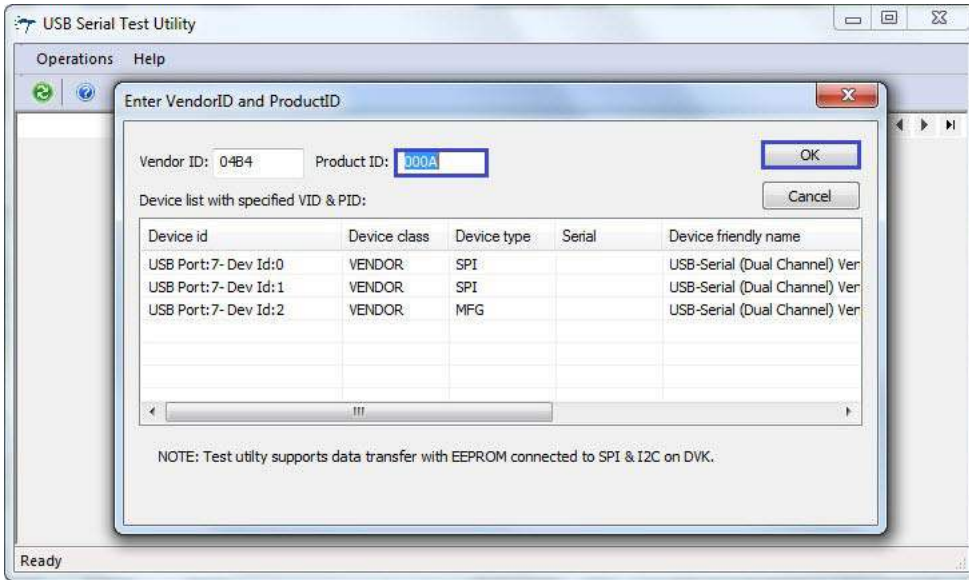 USB Serial Test Utility
Operations Help
Enter VendorID and ProductID
Vendor ID: 04B4 Product ID: 000A OK
Cancel
Device list with specified VID & PID:
Device id Device class Device type Serial Device friendly name
USB Port:7- Dev Id:0 VENDOR SPI USB-Serial (Dual Channel) Ven
USB Port:7- Dev Id:1 VENDOR SPI USB-Serial (Dual Channel) Ven
USB Port:7- Dev Id:2 VENDOR MFG USB-Serial (Dual Channel) Ven
NOTE: Test utilty supports data transfer with EEPROM connected to SPI & I2C on DVK.
Ready